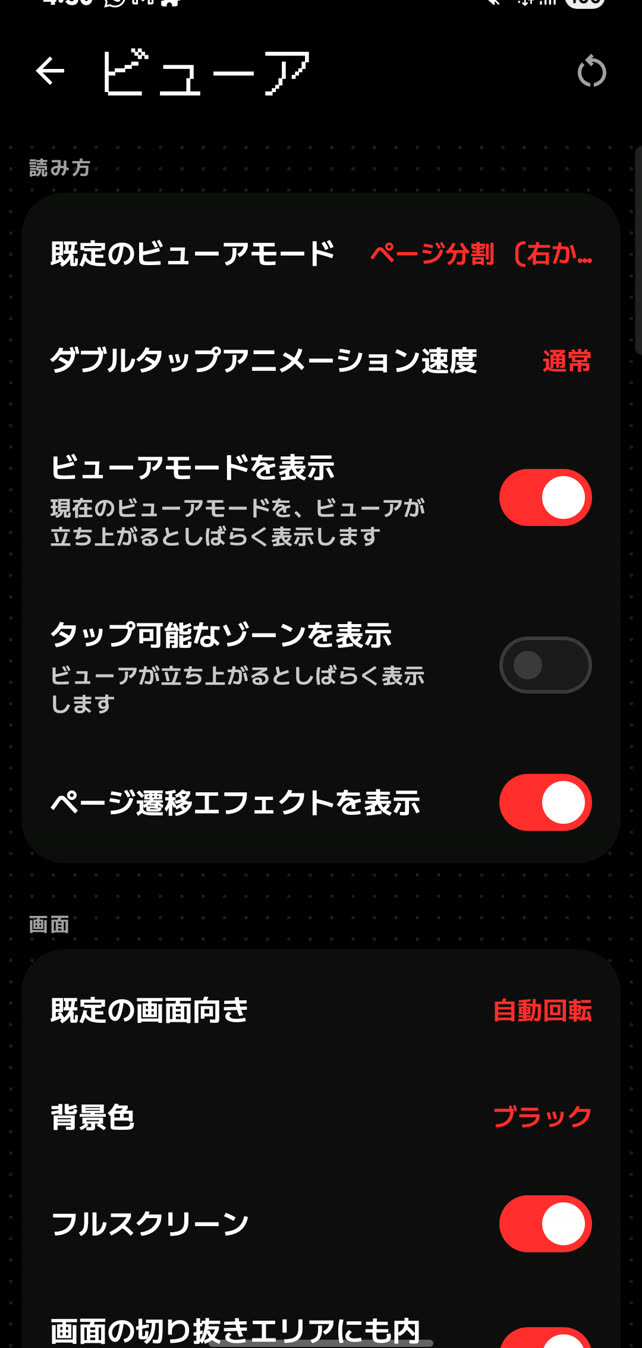 ビューア
読み方
既定のビューアモード ページ分割 〔右か…
ダブルタップアニメーション速度 通常
ビューアモードを表示
現在のビューアモードを、ビューアが
立ち上がるとしばらく表示します
タップ可能なゾーンを表示
ビューアが立ち上がるとしばらく表示
します
ページ遷移エフェクトを表示
画面
既定の画面向き 自動回転
背景色 ブラック
フルスクリーン
画面の切り抜きエリアにも内